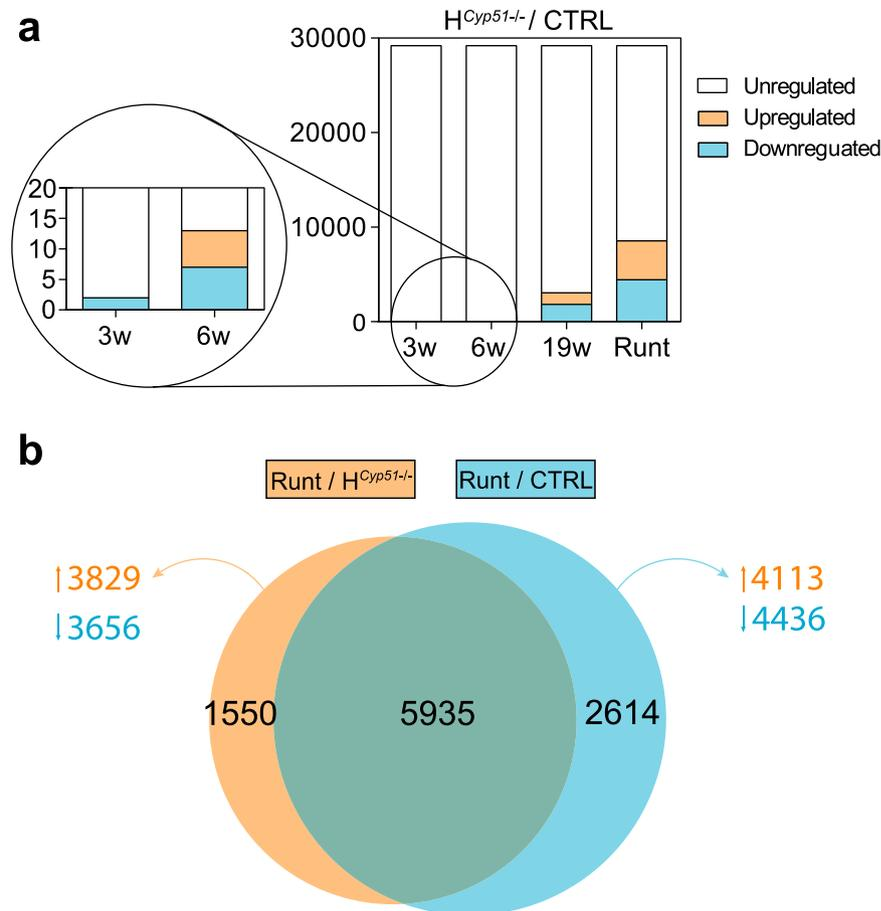 a
H Cyp51-/- / CTRL
30000
20000
10000
0
3w 6w 19w Runt
Unregulated
Upregulated
Downreguated
20
15
10
5
0
3w 6w
b
Runt / H Cyp51-/- Runt / CTRL
↑3829
↓3656
↑4113
↓4436
1550 5935 2614